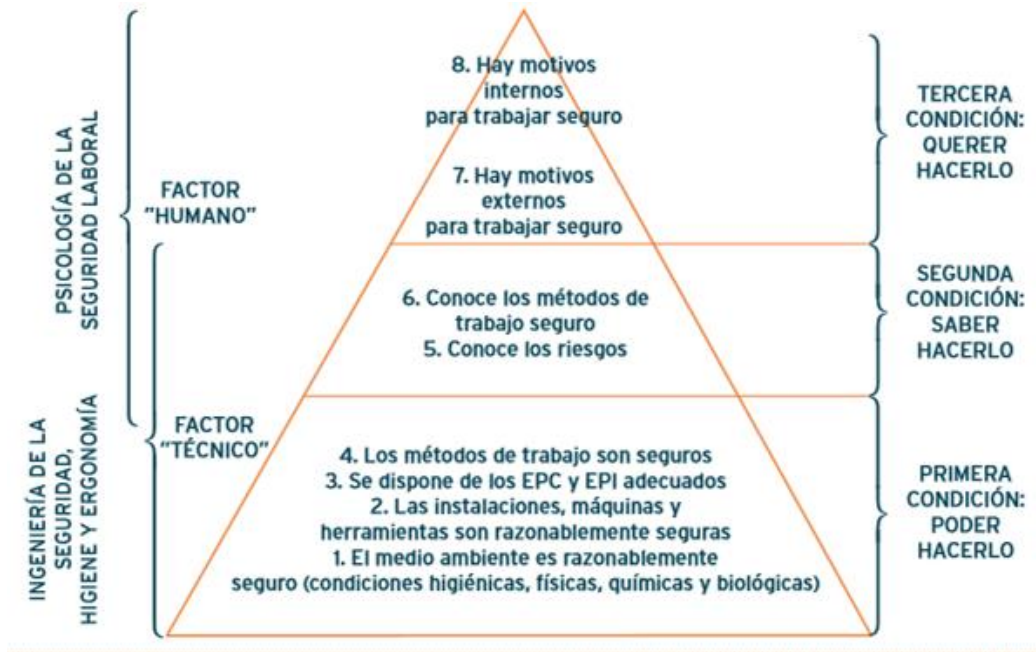 8. Hay motivos
internos
para trabajar seguro
7. Hay motivos
externos
para trabajar seguro
6. Conoce los métodos de
trabajo seguro
5. Conoce los riesgos
4. Los métodos de trabajo son seguros
3. Se dispone de los EPC y EPI adecuados
2. Las instalaciones, máquinas y
herramientas son razonablemente seguras
1. El medio ambiente es razonablemente
seguro (condiciones higiénicas, físicas, químicas y biológicas)
PSICOLOGÍA DE LA
SEGURIDAD LABORAL
INGENIERÍA DE LA
SEGURIDAD,
HIGIENE Y ERGONOMÍA
FACTOR
"HUMANO"
FACTOR
"TÉCNICO"
TERCERA
CONDICIÓN:
QUERER
HACERLO
SEGUNDA
CONDICIÓN:
SABER
HACERLO
PRIMERA
CONDICIÓN:
PODER
HACERLO